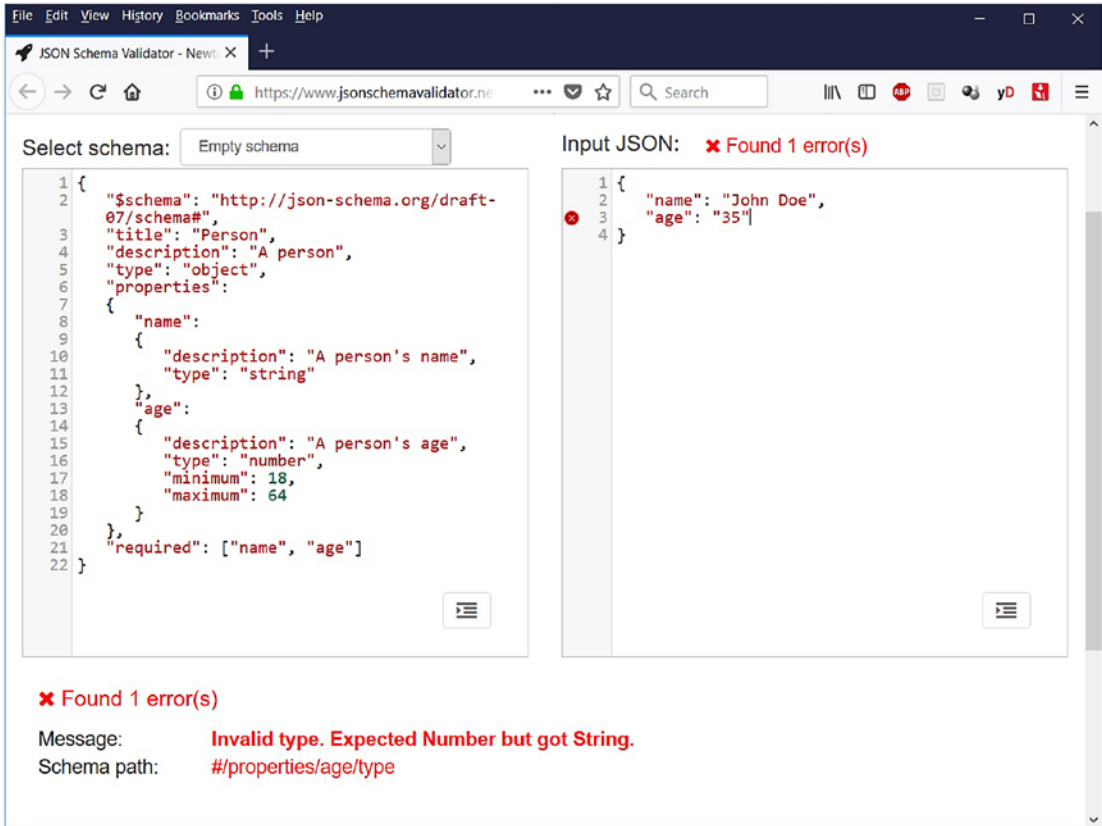 File Edit View History Bookmarks Tools Help
JSON Schema Validator - Newt
https://www.jsonschemavalidator.ne
Search
ABP
yD
Select schema: Empty schema
Input JSON: Found 1 error(s)
1 {
2 "$schema": "http://json-schema.org/draft-
07/schema#",
3 "title": "Person",
4 "description": "A person",
5 "type": "object",
6 "properties":
7 {
8 "name":
9 {
10 "description": "A person's name",
11 "type": "string"
12 },
13 "age":
14 {
15 "description": "A person's age",
16 "type": "number",
17 "minimum": 18,
18 "maximum": 64
19 }
20 },
21 "required": ["name", "age"]
22 }
1 {
2 "name": "John Doe",
3 "age": "35"
4 }
Found 1 error(s)
Message: Invalid type. Expected Number but got String.
Schema path: #/properties/age/type